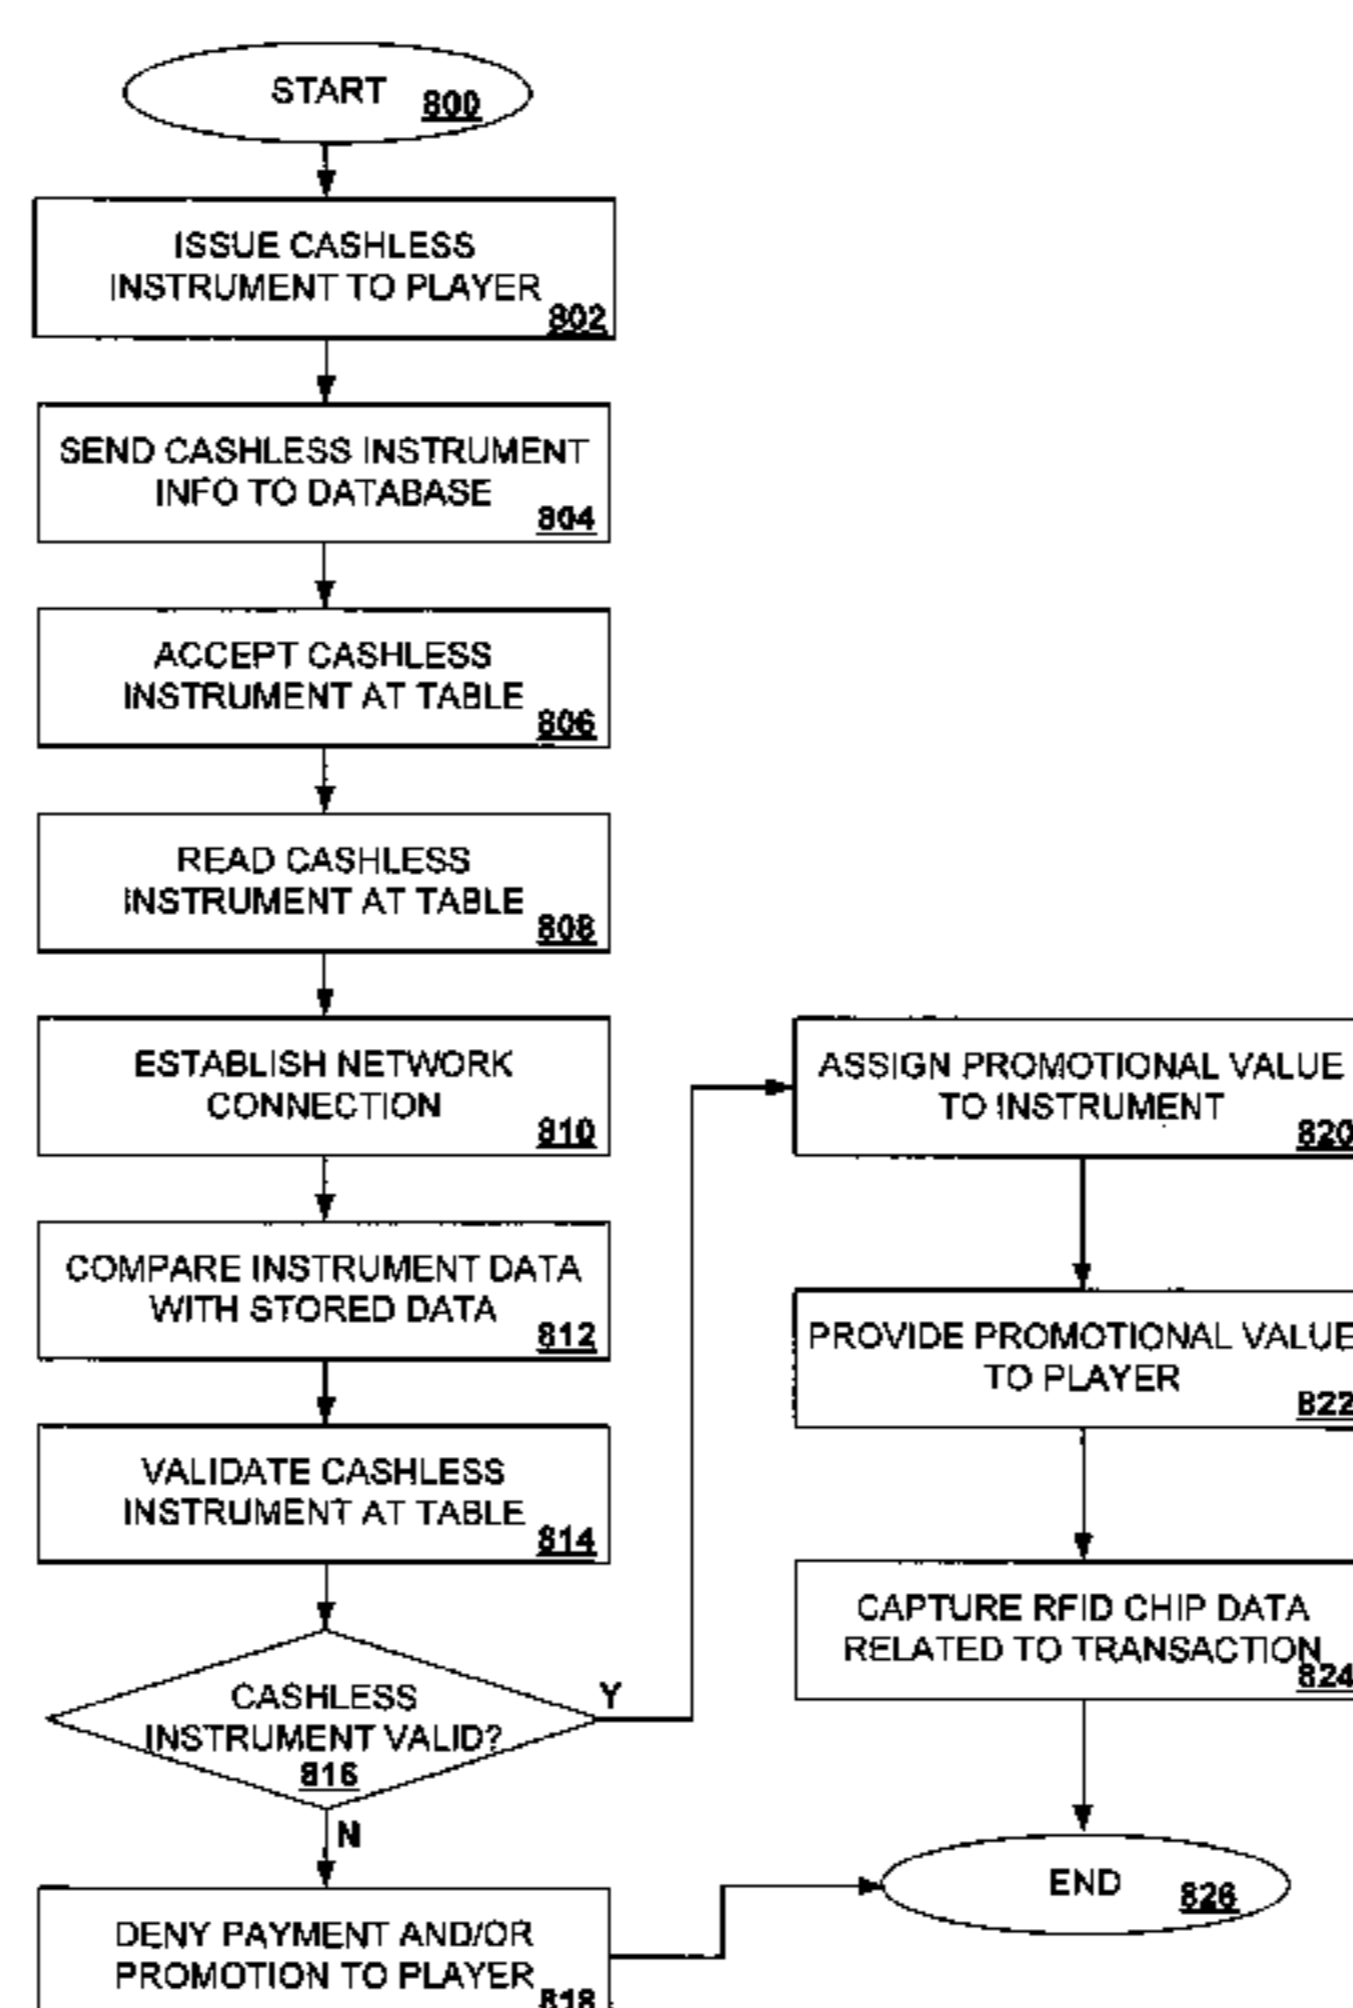 START 800
ISSUE CASHLESS
INSTRUMENT TO PLAYER
802
SEND CASHLESS INSTRUMENT
INFO TO DATABASE
804
ACCEPT CASHLESS
INSTRUMENT AT TABLE
806
READ CASHLESS
INSTRUMENT AT TABLE
808
ESTABLISH NETWORK
CONNECTION
810
COMPARE INSTRUMENT DATA
WITH STORED DATA
812
VALIDATE CASHLESS
INSTRUMENT AT TABLE
814
CASHLESS
INSTRUMENT VALID?
816
Y
N
DENY PAYMENT AND/OR
PROMOTION TO PLAYER
818
ASSIGN PROMOTIONAL VALUE
TO INSTRUMENT
820
PROVIDE PROMOTIONAL VALUE
TO PLAYER
822
CAPTURE RFID CHIP DATA
RELATED TO TRANSACTION
824
END 826